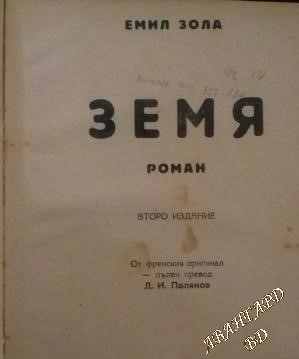 ЕМИЛ ЗОЛА
ЗЕМЯ
РОМАН
ВТОРО ИЗДАНИЕ
От френския оригинал
— пълен превод
Д. И. Полянов
АВАНГАРД
BD